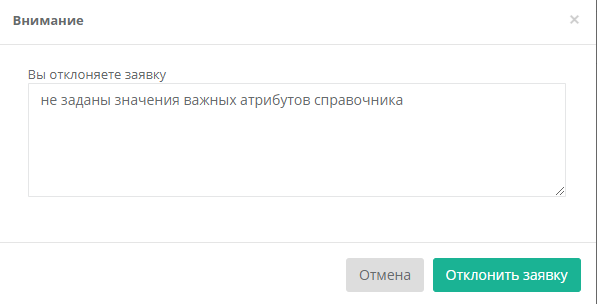 Внимание
×
Вы отклоняете заявку
не заданы значения важных атрибутов справочника
Отмена
Отклонить заявку